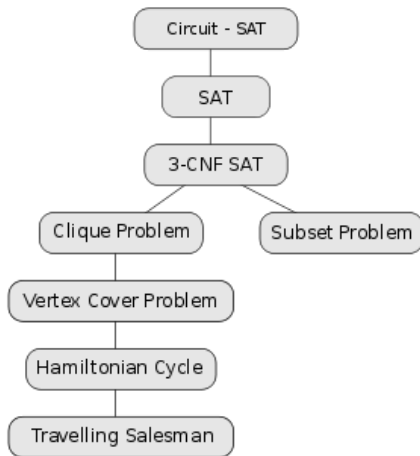 Circuit - SAT
SAT
3-CNF SAT
Clique Problem
Subset Problem
Vertex Cover Problem
Hamiltonian Cycle
Travelling Salesman